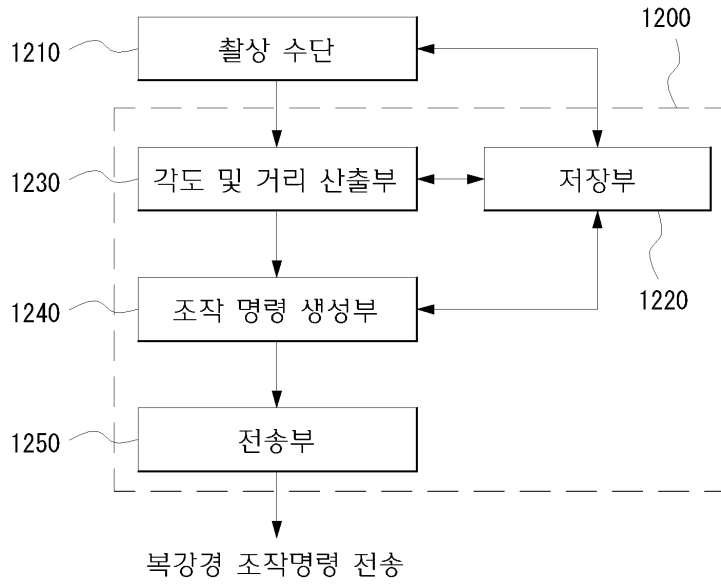 1210
촬상 수단
1200
1230
각도 및 거리 산출부
저장부
1220
1240
조작 명령 생성부
1250
전송부
복강경 조작명령 전송